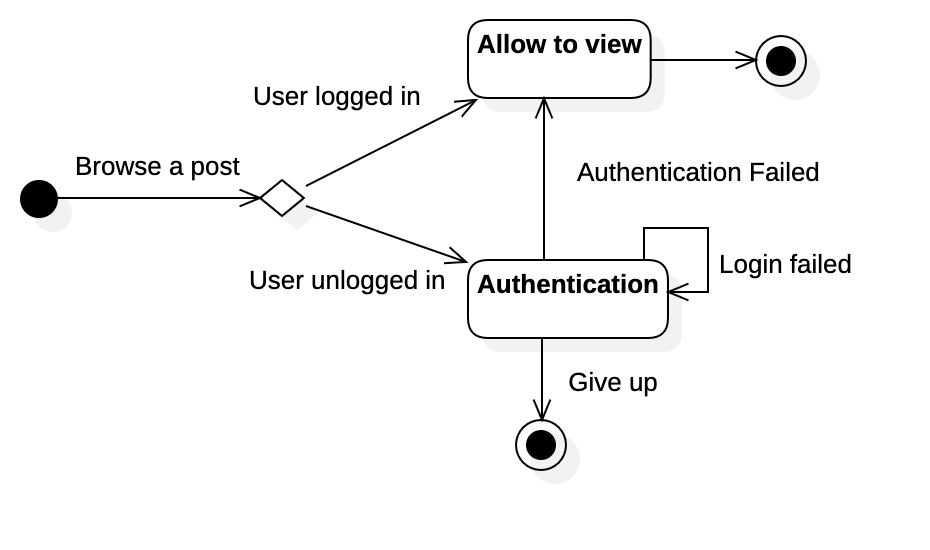 Allow to view
User logged in
Browse a post
Authentication Failed
User unlogged in
Authentication
Login failed
Give up